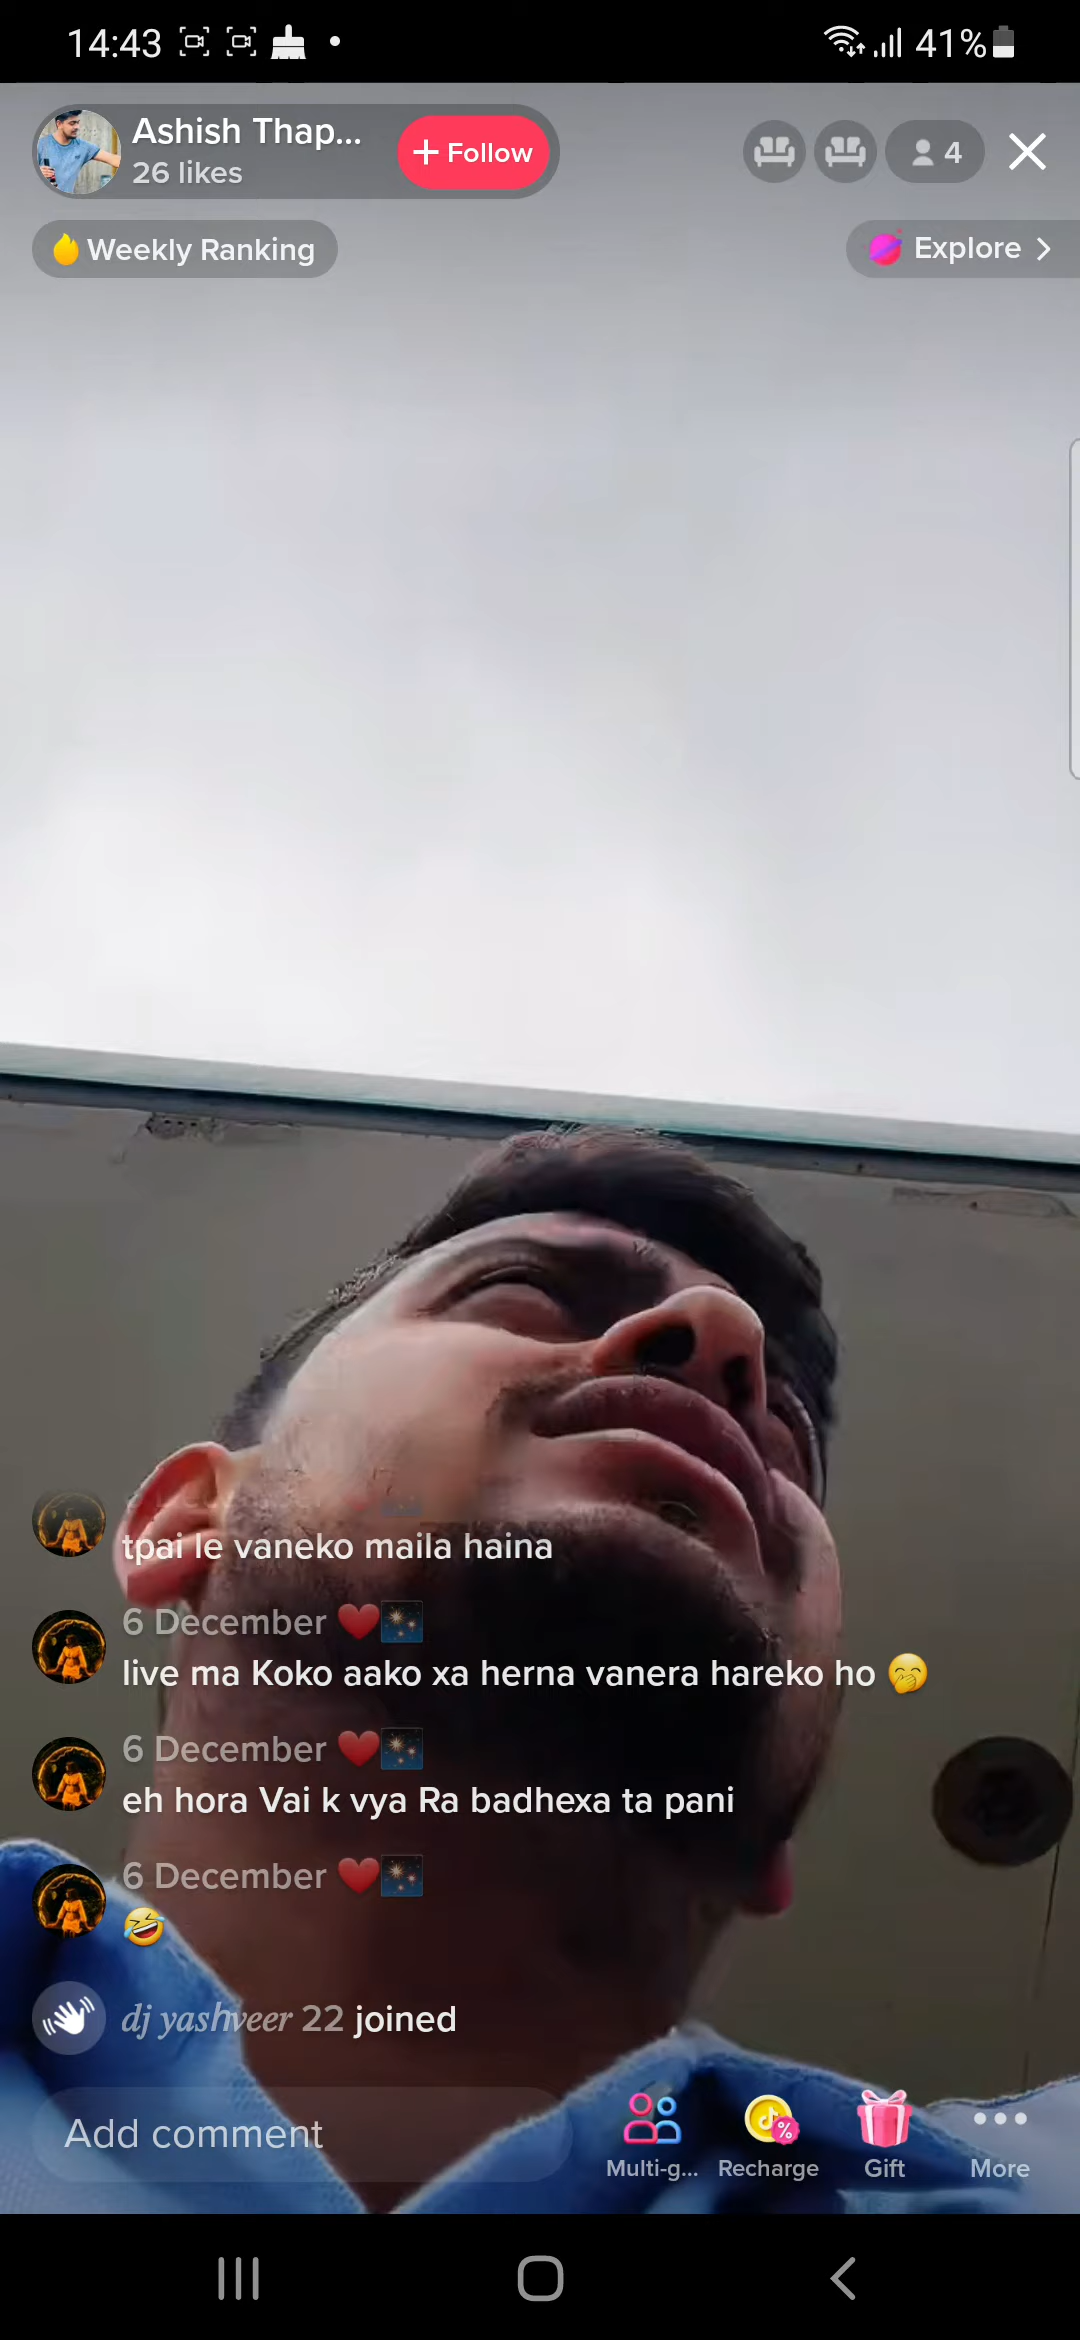 14:43
41%
Ashish Thap...
26 likes
+ Follow
4
Weekly Ranking
Explore
tpai le vaneko maila haina
6 December ❤️🎇
live ma Koko aako xa herna vanera hareko ho 🤭
6 December ❤️🎇
eh hora Vai k vya Ra badhexa ta pani
6 December ❤️🎇
🤣
dj yashveer 22 joined
Add comment
Multi-g...
Recharge
Gift
More